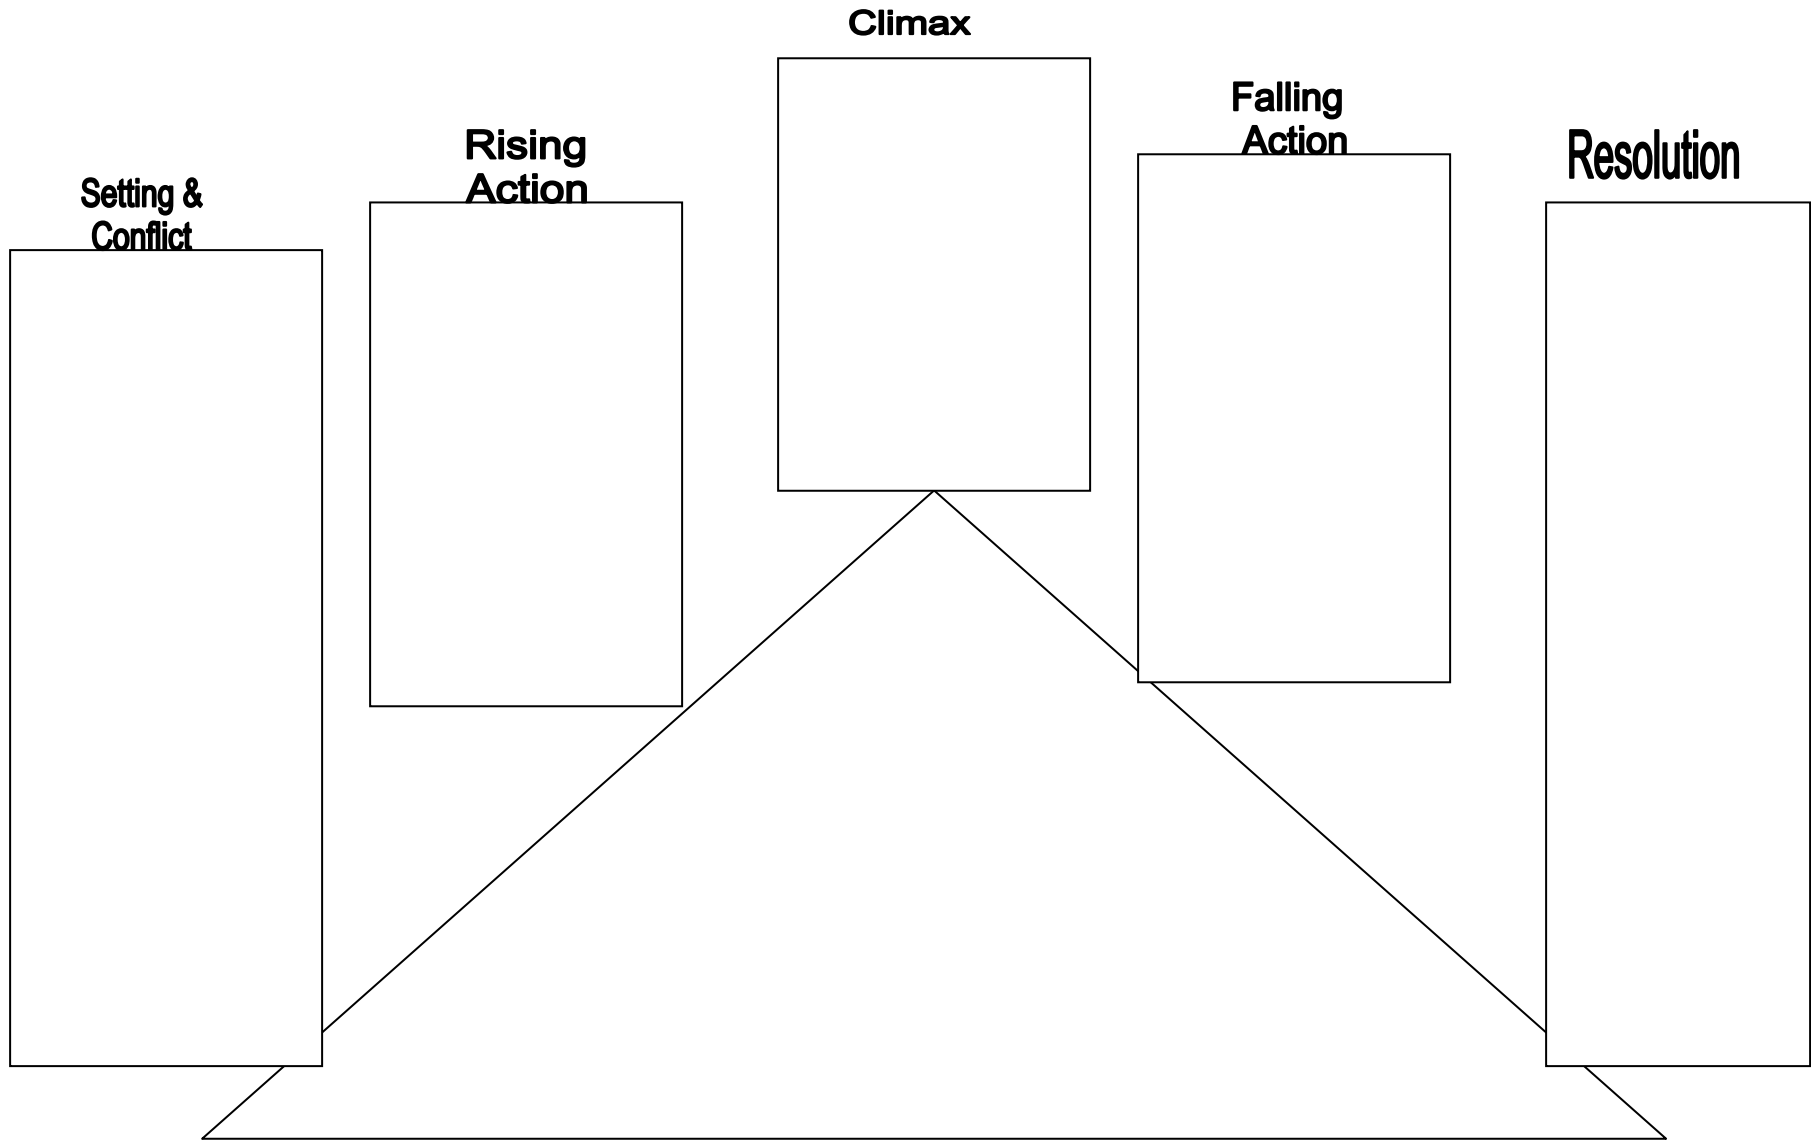 Climax
Falling
Action
Rising
Action
Resolution
Setting &
Conflict